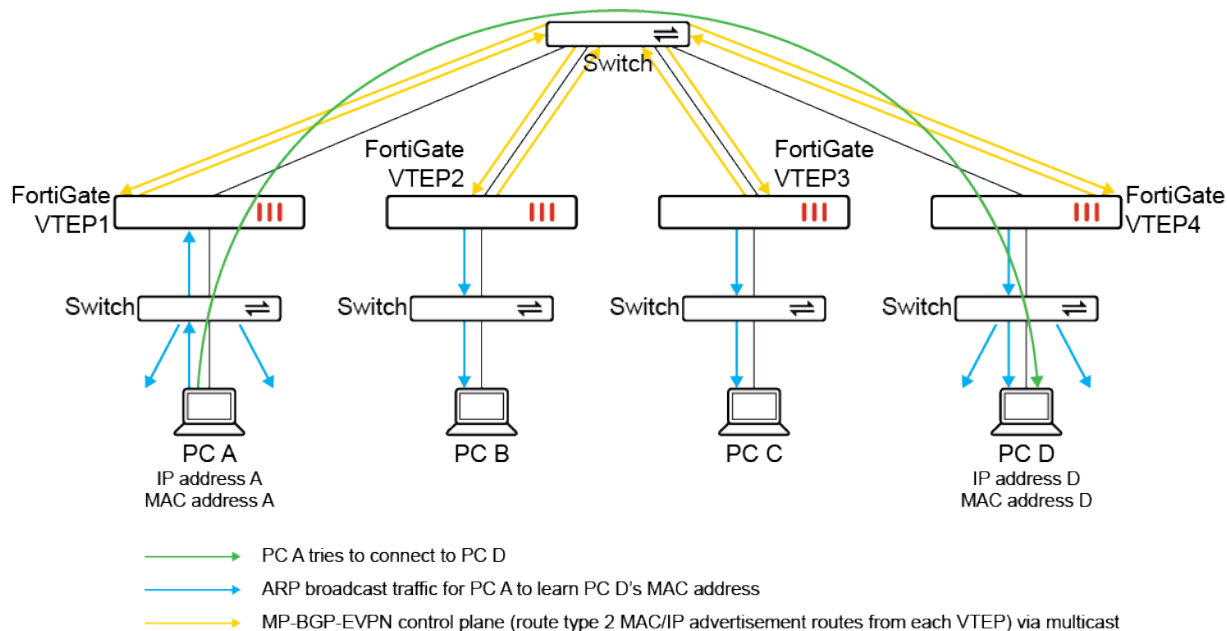 Switch
FortiGate
VTEP2
FortiGate
VTEP3
FortiGate
VTEP1
FortiGate
VTEP4
Switch
Switch
Switch
Switch
PC A
IP address A
MAC address A
PC B
PC C
PC D
IP address D
MAC address D
PC A tries to connect to PC D
ARP broadcast traffic for PC A to learn PC D's MAC address
MP-BGP-EVPN control plane (route type 2 MAC/IP advertisement routes from each VTEP) via multicast